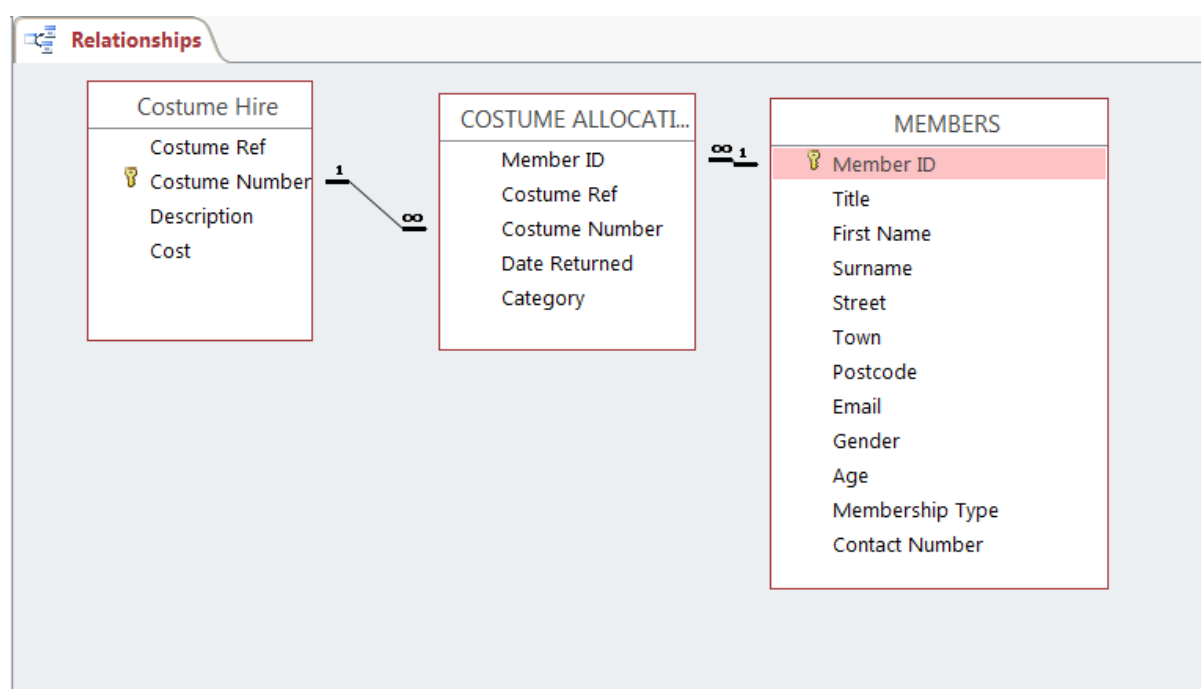 Relationships
Costume Hire
Costume Ref
Costume Number
Description
Cost
1
∞
COSTUME ALLOCATI...
Member ID
Costume Ref
Costume Number
Date Returned
Category
∞ 1
MEMBERS
Member ID
Title
First Name
Surname
Street
Town
Postcode
Email
Gender
Age
Membership Type
Contact Number